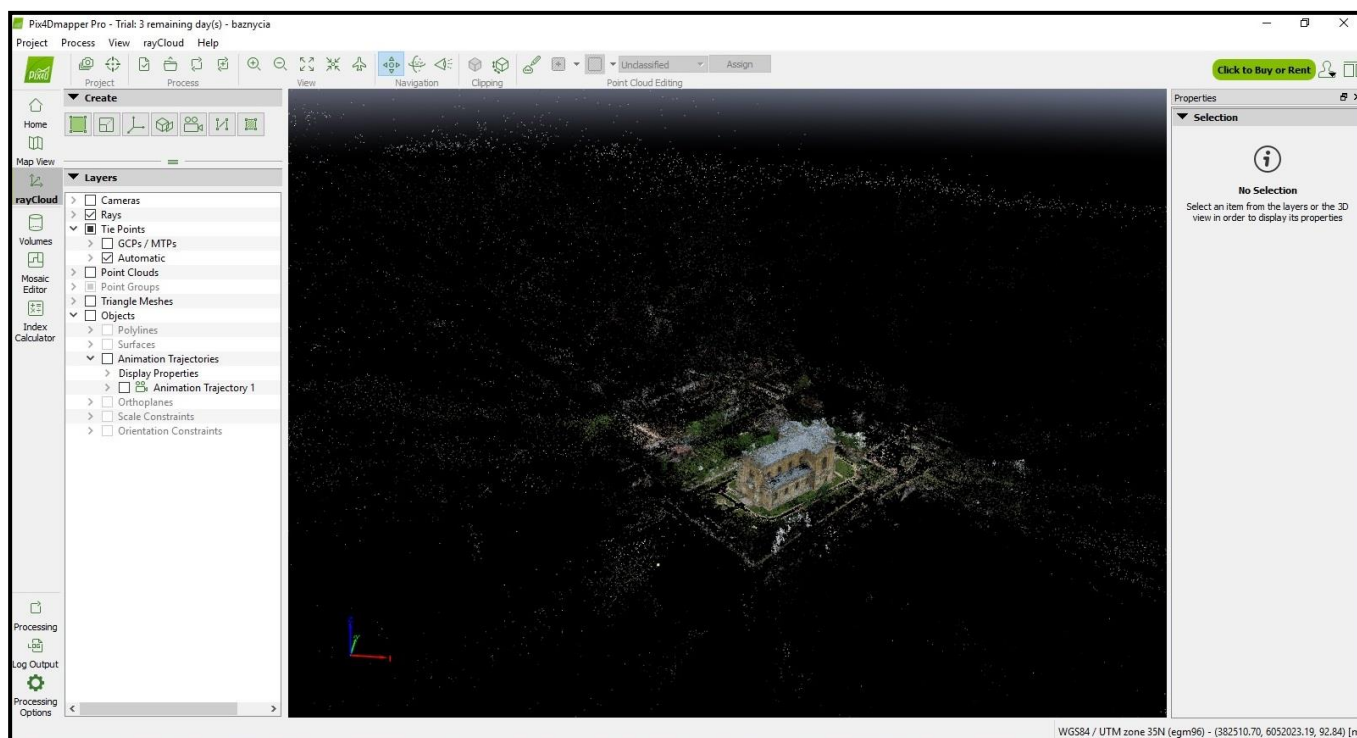 Pix4Dmapper Pro - Trial: 3 remaining day(s) - baznycia
Project Process View rayCloud Help
PIX4D
Unclassified Assign
Click to Buy or Rent
Project Process View Navigation Clipping Point Cloud Editing
Home
Map View
rayCloud
Volumes
Mosaic
Editor
Index
Calculator
Processing
LOG
Log Output
Processing
Options
Create
Layers
Cameras
Rays
Tie Points
GCPs / MTPs
Automatic
Point Clouds
Point Groups
Triangle Meshes
Objects
Polylines
Surfaces
Animation Trajectories
Display Properties
Animation Trajectory 1
Orthoplanes
Scale Constraints
Orientation Constraints
Properties
Selection
No Selection
Select an item from the layers or the 3D
view in order to display its properties
WGS84 / UTM zone 35N (egm96) - (382510.70, 6052023.19, 92.84) [m